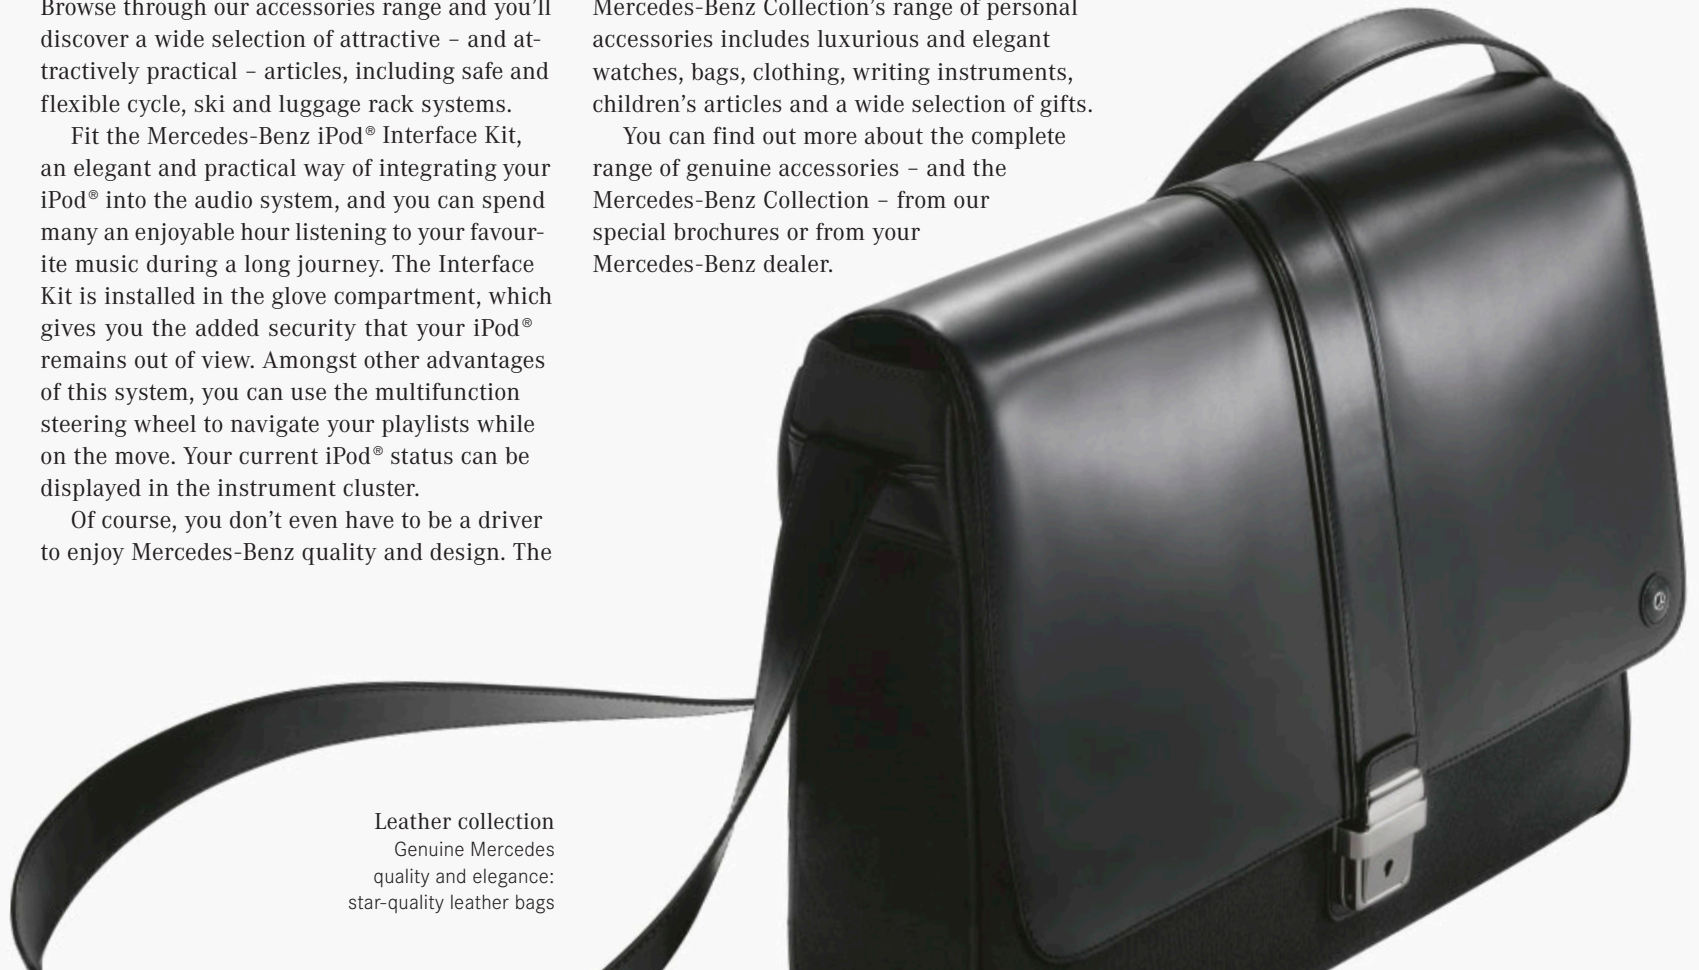 Browse through our accessories range and you’ll
discover a wide selection of attractive – and at-
tractively practical – articles, including safe and
flexible cycle, ski and luggage rack systems.
Fit the Mercedes-Benz iPod® Interface Kit,
an elegant and practical way of integrating your
iPod® into the audio system, and you can spend
many an enjoyable hour listening to your favour-
ite music during a long journey. The Interface
Kit is installed in the glove compartment, which
gives you the added security that your iPod®
remains out of view. Amongst other advantages
of this system, you can use the multifunction
steering wheel to navigate your playlists while
on the move. Your current iPod® status can be
displayed in the instrument cluster.
Of course, you don’t even have to be a driver
to enjoy Mercedes-Benz quality and design. The
Mercedes-Benz Collection’s range of personal
accessories includes luxurious and elegant
watches, bags, clothing, writing instruments,
children’s articles and a wide selection of gifts.
You can find out more about the complete
range of genuine accessories – and the
Mercedes-Benz Collection – from our
special brochures or from your
Mercedes-Benz dealer.
Leather collection
Genuine Mercedes
quality and elegance:
star-quality leather bags